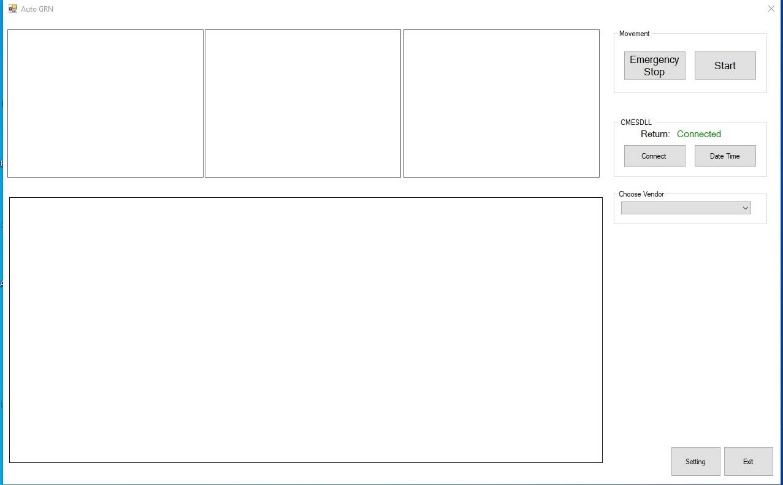 Auto GRN
Movement
Emergency
Stop
Start
CMESDLL
Return: Connected
Connect
Date Time
Choose Vendor
Setting
Exit